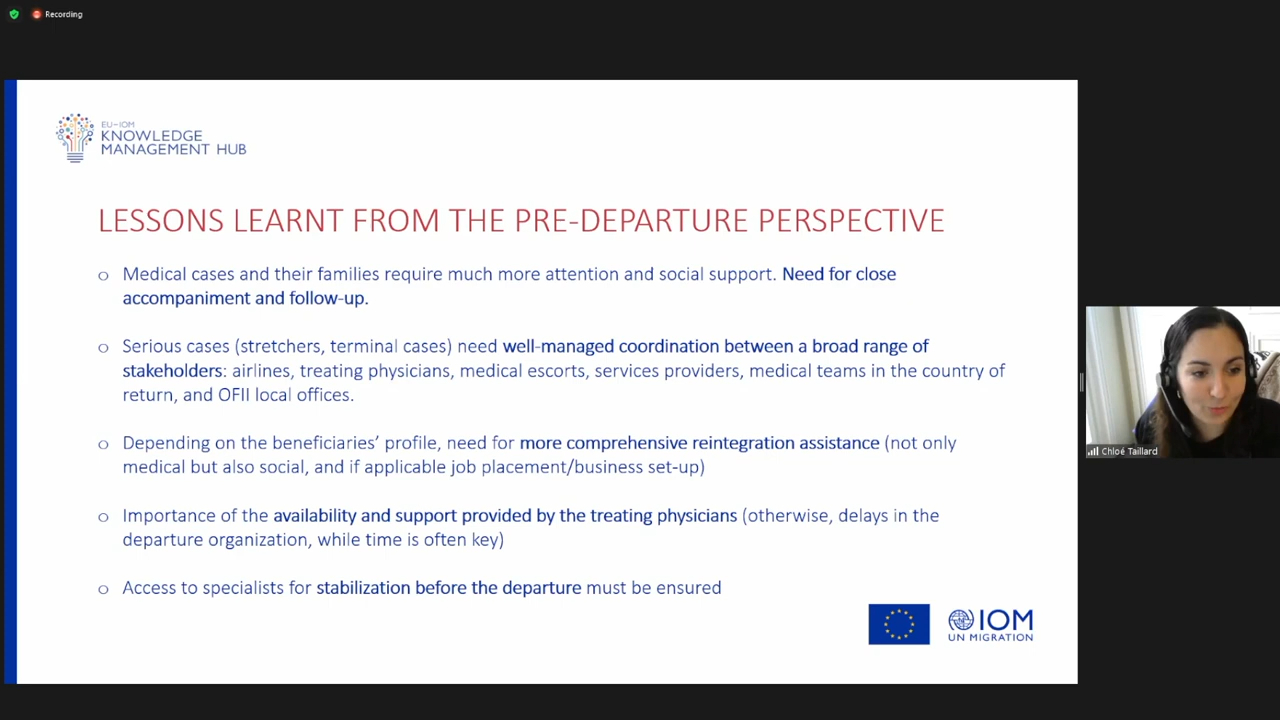 Recording
EU–IOM
KNOWLEDGE
MANAGEMENT HUB
LESSONS LEARNT FROM THE PRE-DEPARTURE PERSPECTIVE
o Medical cases and their families require much more attention and social support. Need for close
accompaniment and follow-up.
o Serious cases (stretchers, terminal cases) need well-managed coordination between a broad range of
stakeholders: airlines, treating physicians, medical escorts, services providers, medical teams in the country of
return, and OFII local offices.
o Depending on the beneficiaries’ profile, need for more comprehensive reintegration assistance (not only
medical but also social, and if applicable job placement/business set-up)
o Importance of the availability and support provided by the treating physicians (otherwise, delays in the
departure organization, while time is often key)
o Access to specialists for stabilization before the departure must be ensured
IOM
UN MIGRATION
Chloé Taillard